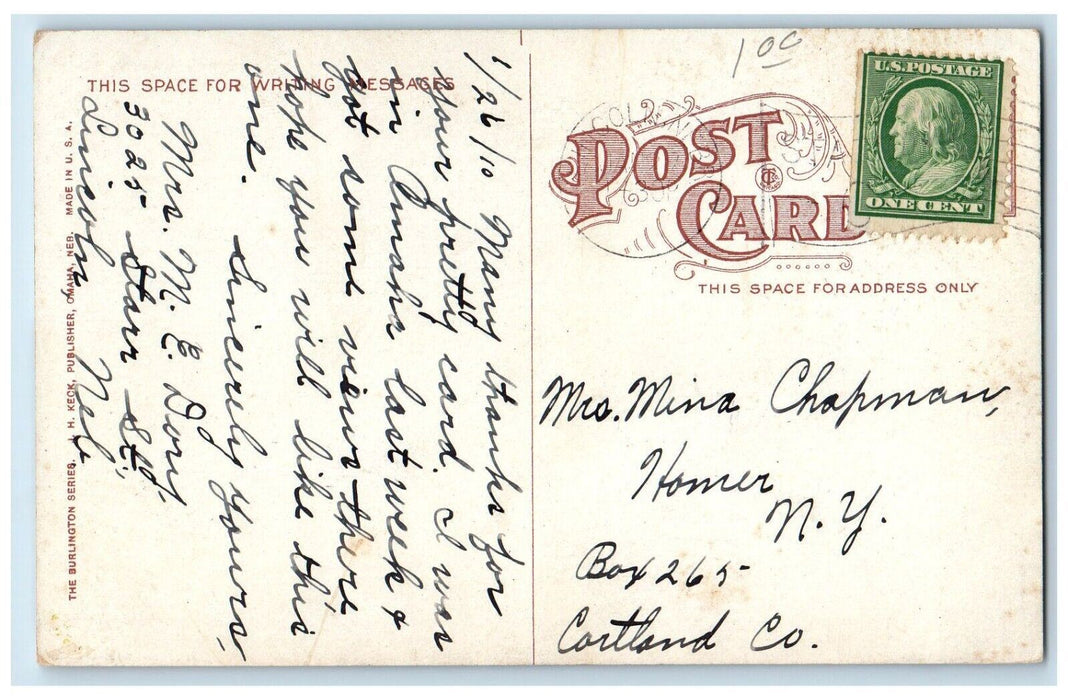 THIS SPACE FOR WRITING MESSAGES
1/26/10 Many thanks for
your pretty card. I was
in Omaha last week &
got some views there
Hope you will like this
one.
Sincerely yours,
Mrs. M. E.
3025 Starr St.,
Lincoln, Neb.
THE BURLINGTON SERIES, J. H. KECK, PUBLISHER, OMAHA, NEB. MADE IN U. S. A.
1 00
U.S. POSTAGE
ONE CENT
POST
CARD
THIS SPACE FOR ADDRESS ONLY
Mrs. Mina Chapman,
Homer
N. Y.
Box 265
Cortland Co.